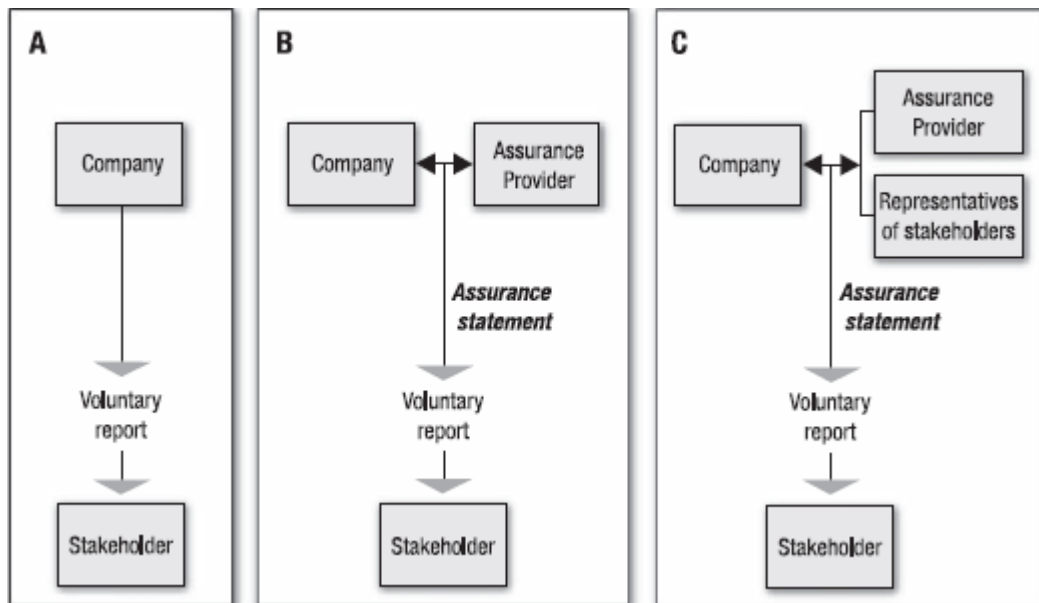 A
Company
Voluntary
report
Stakeholder
B
Company
Assurance
Provider
Assurance
statement
Voluntary
report
Stakeholder
C
Company
Assurance
Provider
Representatives
of stakeholders
Assurance
statement
Voluntary
report
Stakeholder